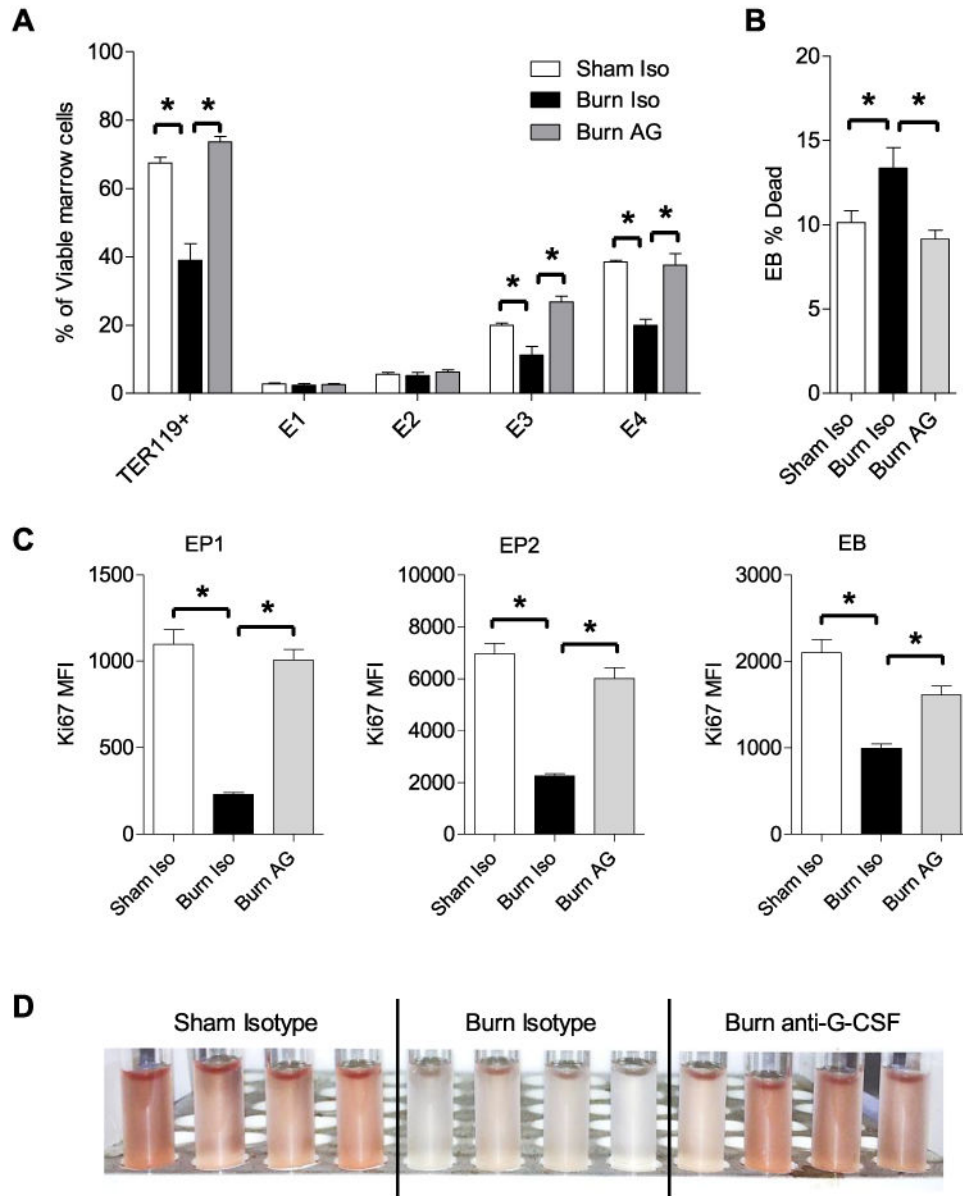 A
% of Viable marrow cells
100
80
60
40
20
0
* * * * * *
TER119+ E1 E2 E3 E4
Sham Iso
Burn Iso
Burn AG
B
EB % Dead
20
15
10
5
0
* *
Sham Iso Burn Iso Burn AG
C
EP1
Ki67 MFI
1500
1000
500
0
* *
Sham Iso Burn Iso Burn AG
EP2
Ki67 MFI
10000
8000
6000
4000
2000
0
* *
Sham Iso Burn Iso Burn AG
EB
Ki67 MFI
3000
2000
1000
0
* *
Sham Iso Burn Iso Burn AG
D
Sham Isotype Burn Isotype Burn anti-G-CSF